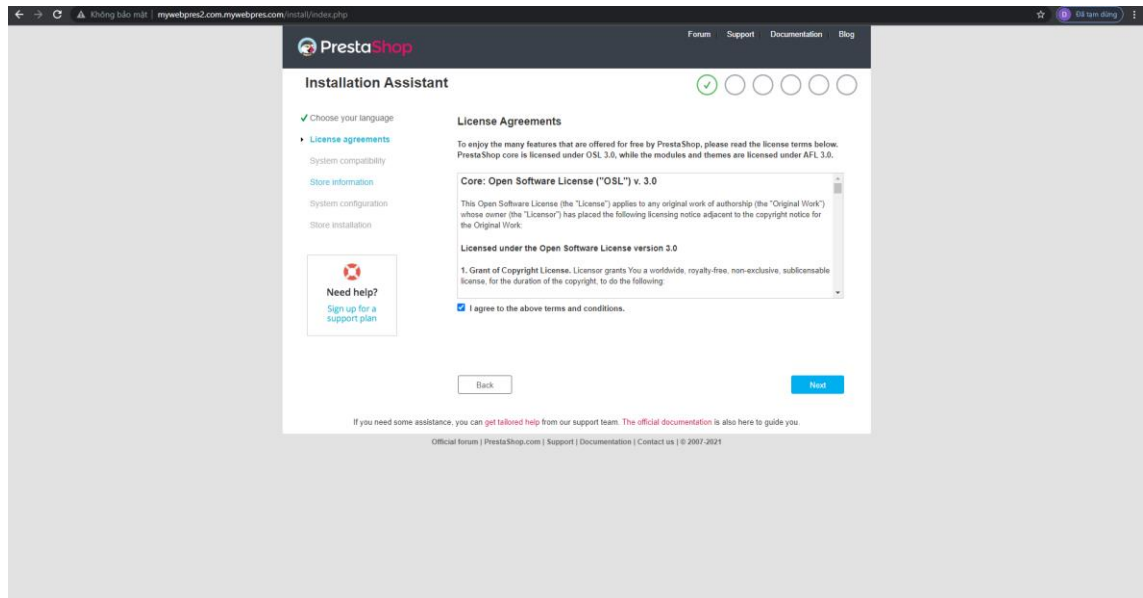 Không bảo mật | mywebpres2.com.mywebpres.com/install/index.php
D Đã tạm dừng
PrestaShop
Forum Support Documentation Blog
Installation Assistant
Choose your language
License agreements
System compatibility
Store information
System configuration
Store installation
Need help?
Sign up for a
support plan
License Agreements
To enjoy the many features that are offered for free by PrestaShop, please read the license terms below.
PrestaShop core is licensed under OSL 3.0, while the modules and themes are licensed under AFL 3.0.
Core: Open Software License ("OSL") v. 3.0
This Open Software License (the "License") applies to any original work of authorship (the "Original Work")
whose owner (the "Licensor") has placed the following licensing notice adjacent to the copyright notice for
the Original Work:
Licensed under the Open Software License version 3.0
1. Grant of Copyright License. Licensor grants You a worldwide, royalty-free, non-exclusive, sublicensable
license, for the duration of the copyright, to do the following:
I agree to the above terms and conditions.
Back
Next
If you need some assistance, you can get tailored help from our support team. The official documentation is also here to guide you.
Official forum | PrestaShop.com | Support | Documentation | Contact us | © 2007-2021